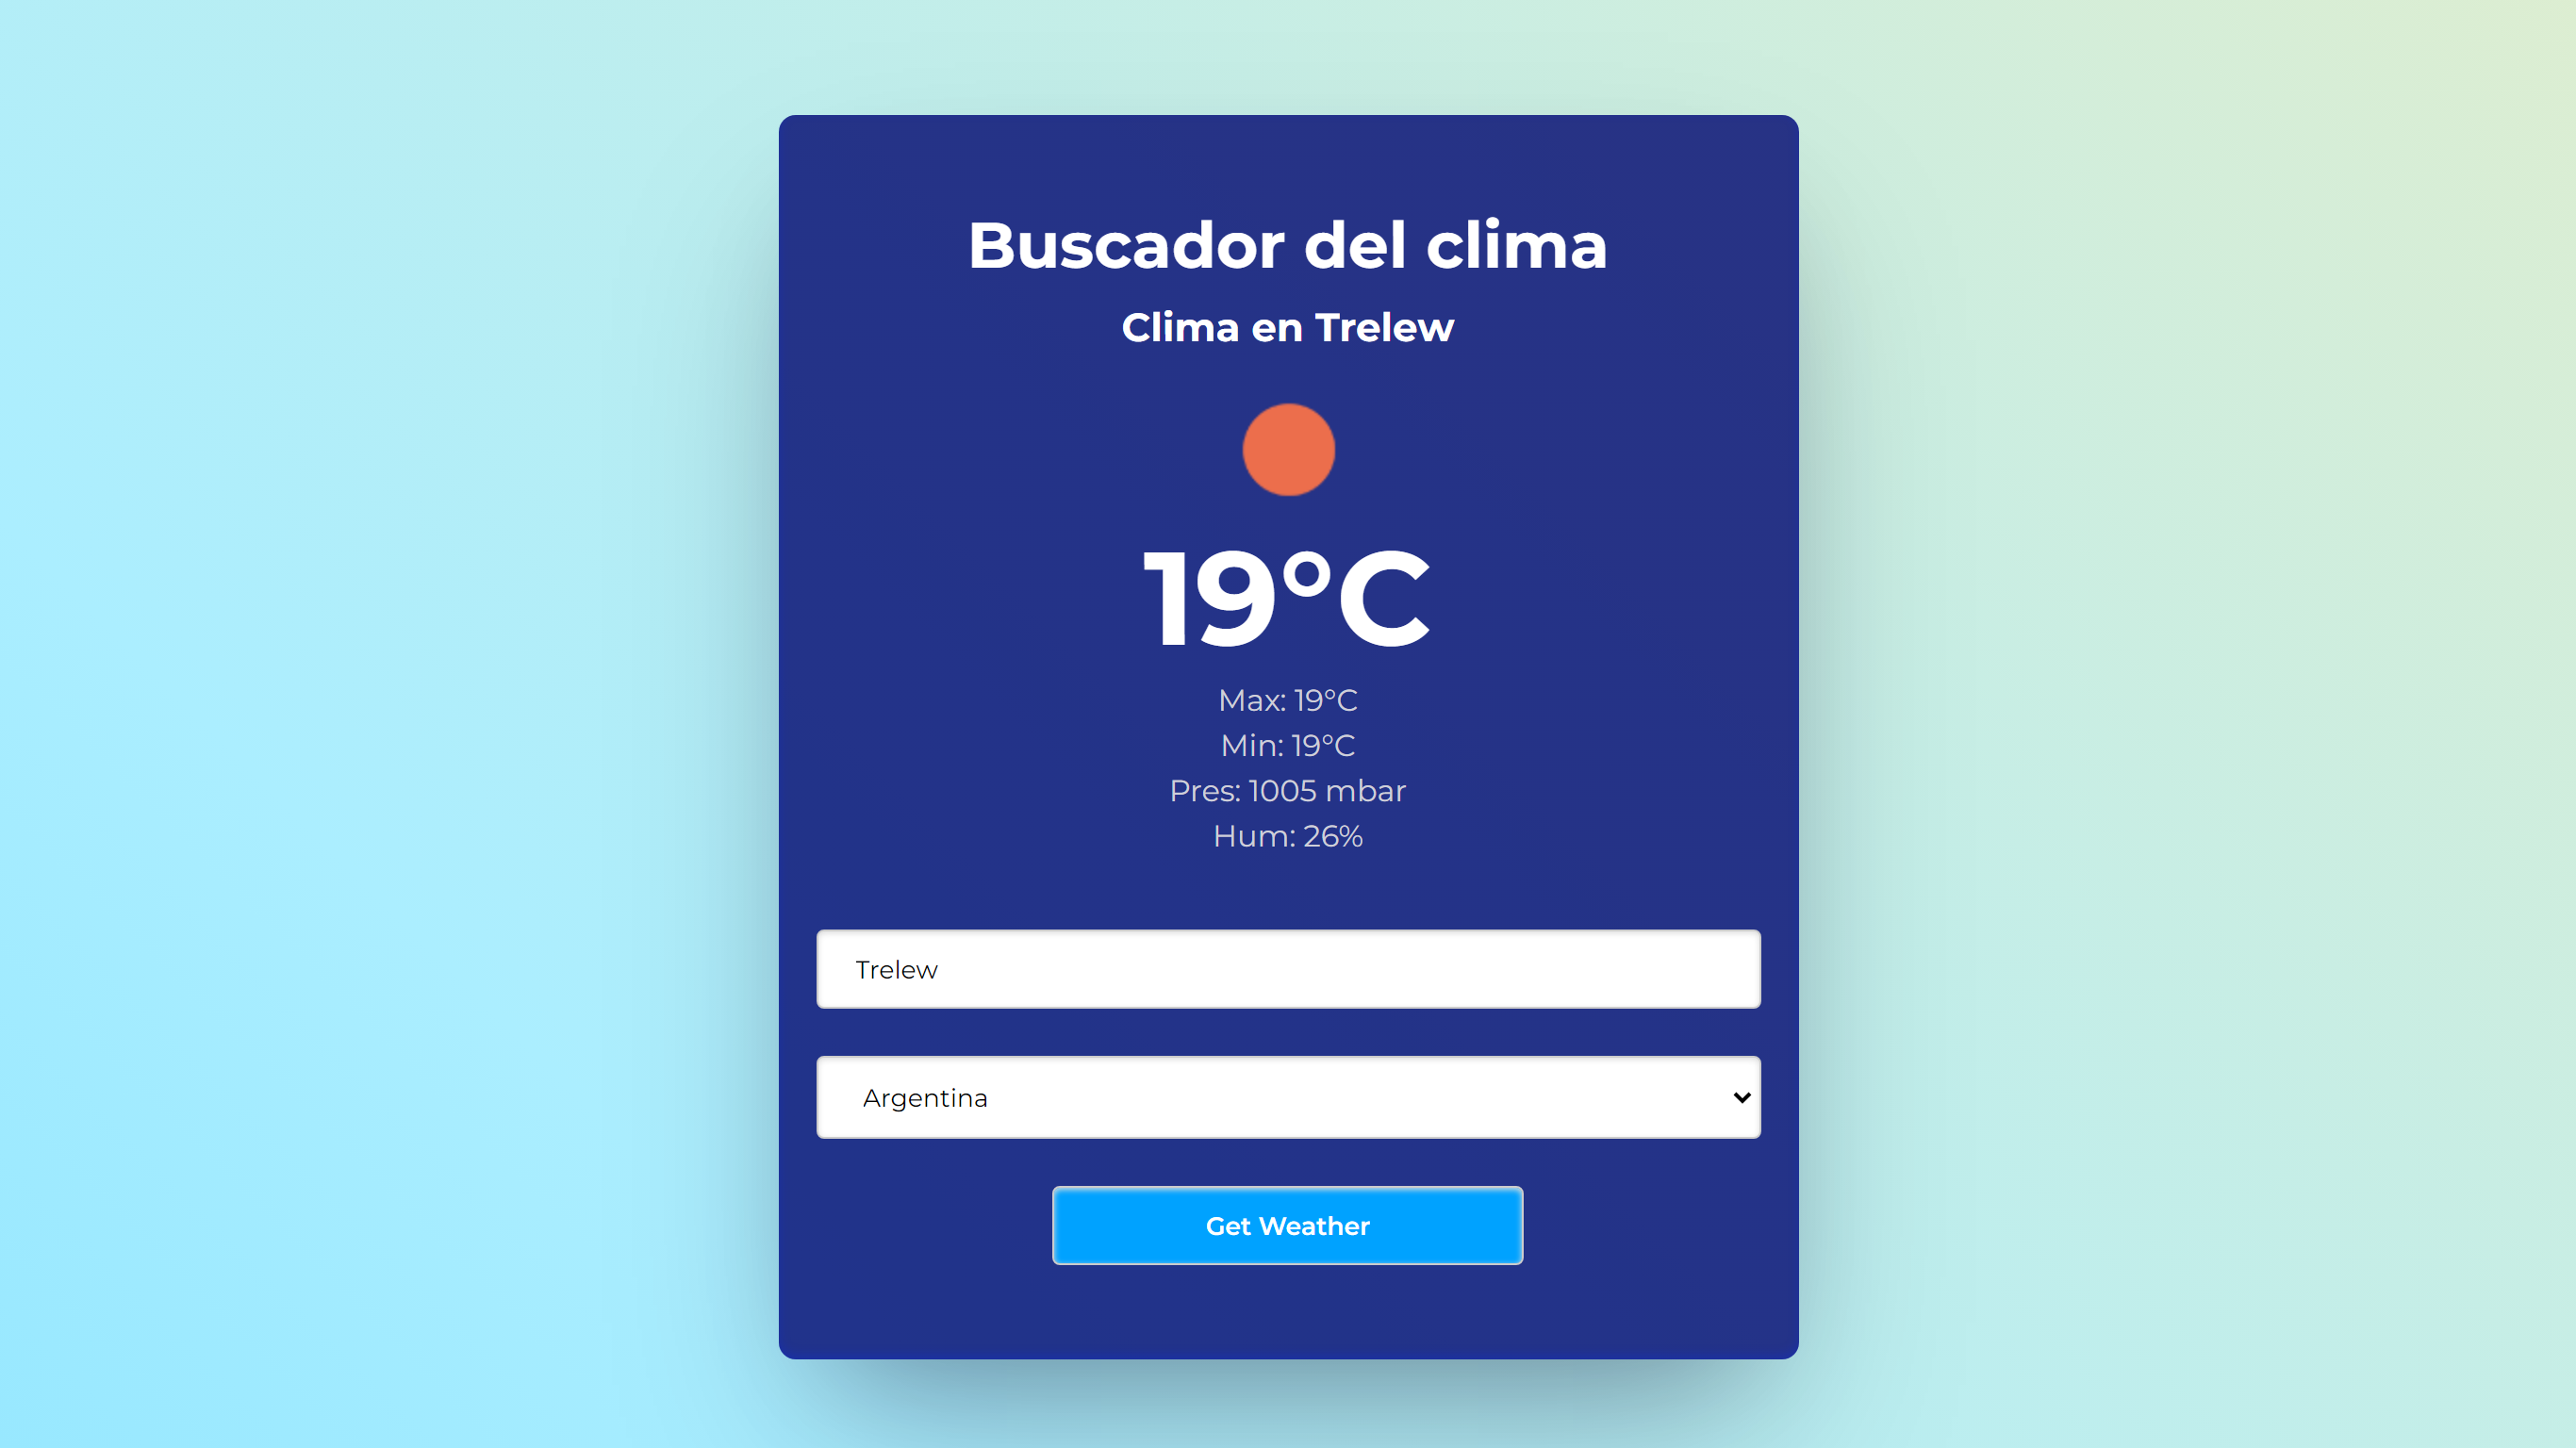 Buscador del clima
Clima en Trelew
19°C
Max: 19°C
Min: 19°C
Pres: 1005 mbar
Hum: 26%
Trelew
Argentina
Get Weather